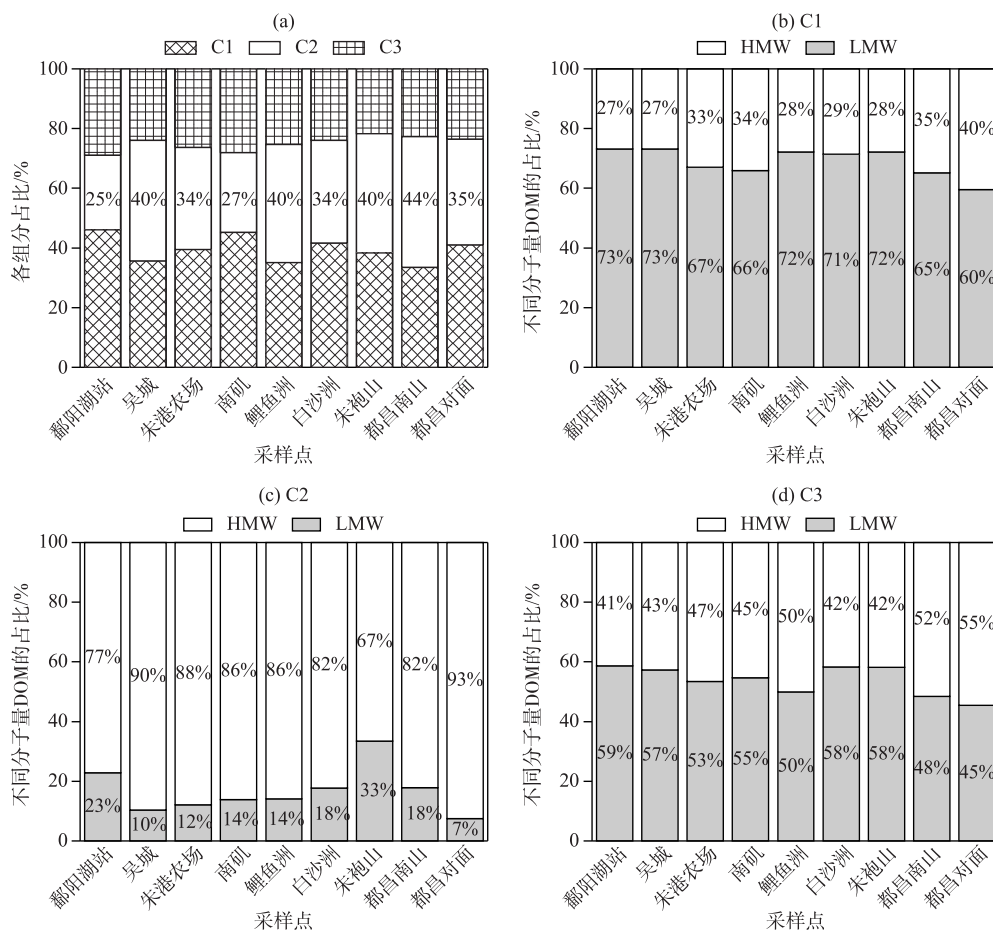 (a)
C1 C2 C3
各组分占比/%
100
80
60
40
20
0
25% 40% 34% 27% 40% 34% 40% 44% 35%
鄱阳湖站 吴城 朱港农场 南矶 鲤鱼洲 白沙洲 朱袍山 都昌南山 都昌对面
采样点
(b) C1
HMW LMW
不同分子量DOM的占比/%
100
80
60
40
20
0
27% 27% 33% 34% 28% 29% 28% 35% 40%
73% 73% 67% 66% 72% 71% 72% 65% 60%
鄱阳湖站 吴城 朱港农场 南矶 鲤鱼洲 白沙洲 朱袍山 都昌南山 都昌对面
采样点
(c) C2
HMW LMW
不同分子量DOM的占比/%
100
80
60
40
20
0
77% 90% 88% 86% 86% 82% 67% 82% 93%
23% 10% 12% 14% 14% 18% 33% 18% 7%
鄱阳湖站 吴城 朱港农场 南矶 鲤鱼洲 白沙洲 朱袍山 都昌南山 都昌对面
采样点
(d) C3
HMW LMW
不同分子量DOM的占比/%
100
80
60
40
20
0
41% 43% 47% 45% 50% 42% 42% 52% 55%
59% 57% 53% 55% 50% 58% 58% 48% 45%
鄱阳湖站 吴城 朱港农场 南矶 鲤鱼洲 白沙洲 朱袍山 都昌南山 都昌对面
采样点